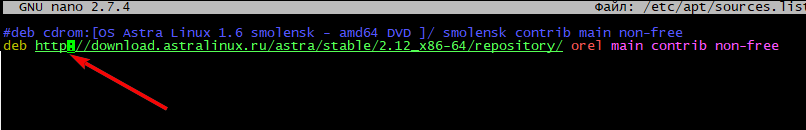 GNU nano 2.7.4 Файл: /etc/apt/sources.list
#deb cdrom:[OS Astra Linux 1.6 smolensk - amd64 DVD ]/ smolensk contrib main non-free
deb http://download.astralinux.ru/astra/stable/2.12_x86-64/repository/ orel main contrib non-free